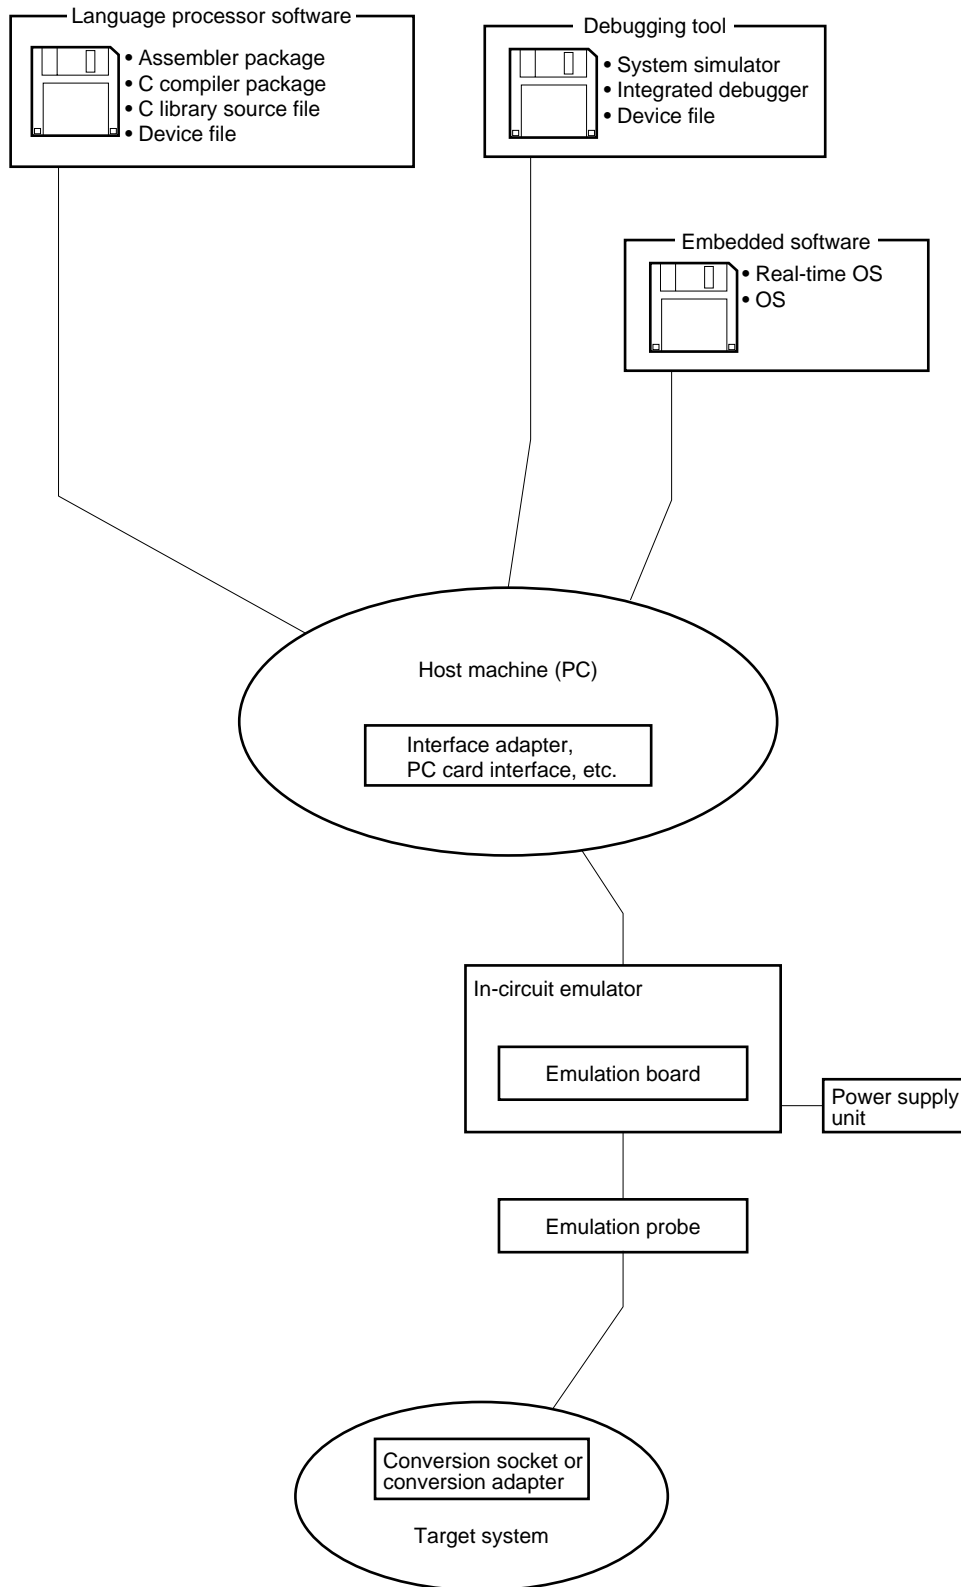 Language processor software
• Assembler package
• C compiler package
• C library source file
• Device file
Debugging tool
• System simulator
• Integrated debugger
• Device file
Embedded software
• Real-time OS
• OS
Host machine (PC)
Interface adapter,
PC card interface, etc.
In-circuit emulator
Emulation board
Power supply
unit
Emulation probe
Conversion socket or
conversion adapter
Target system